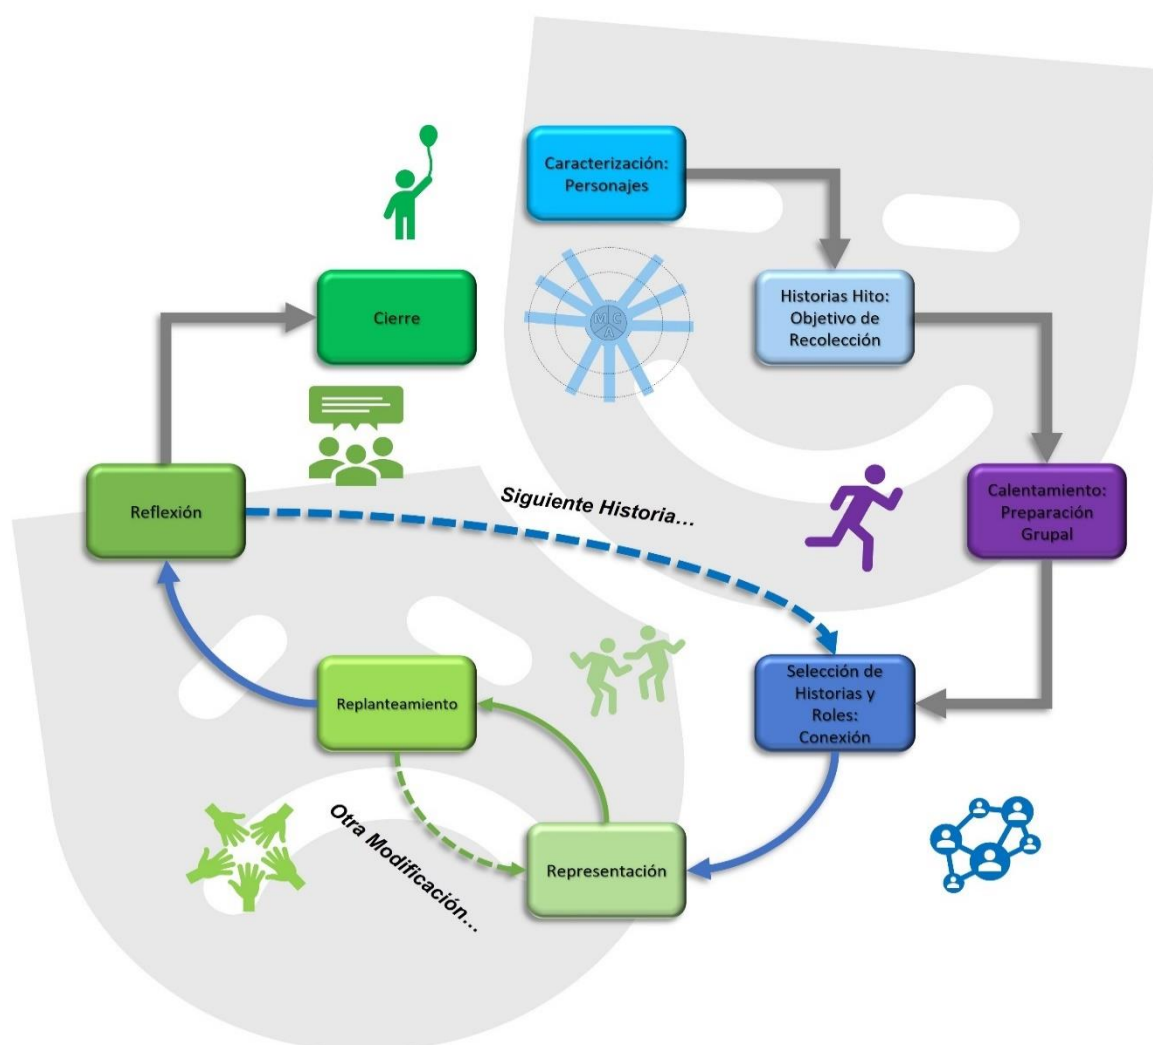 Caracterización:
Personajes
Historias Hito:
Objetivo de
Recolección
Calentamiento:
Preparación
Grupal
Selección de
Historias y
Roles:
Conexión
Representación
Replanteamiento
Otra Modificación...
Reflexión
Siguiente Historia...
Cierre
M C
A